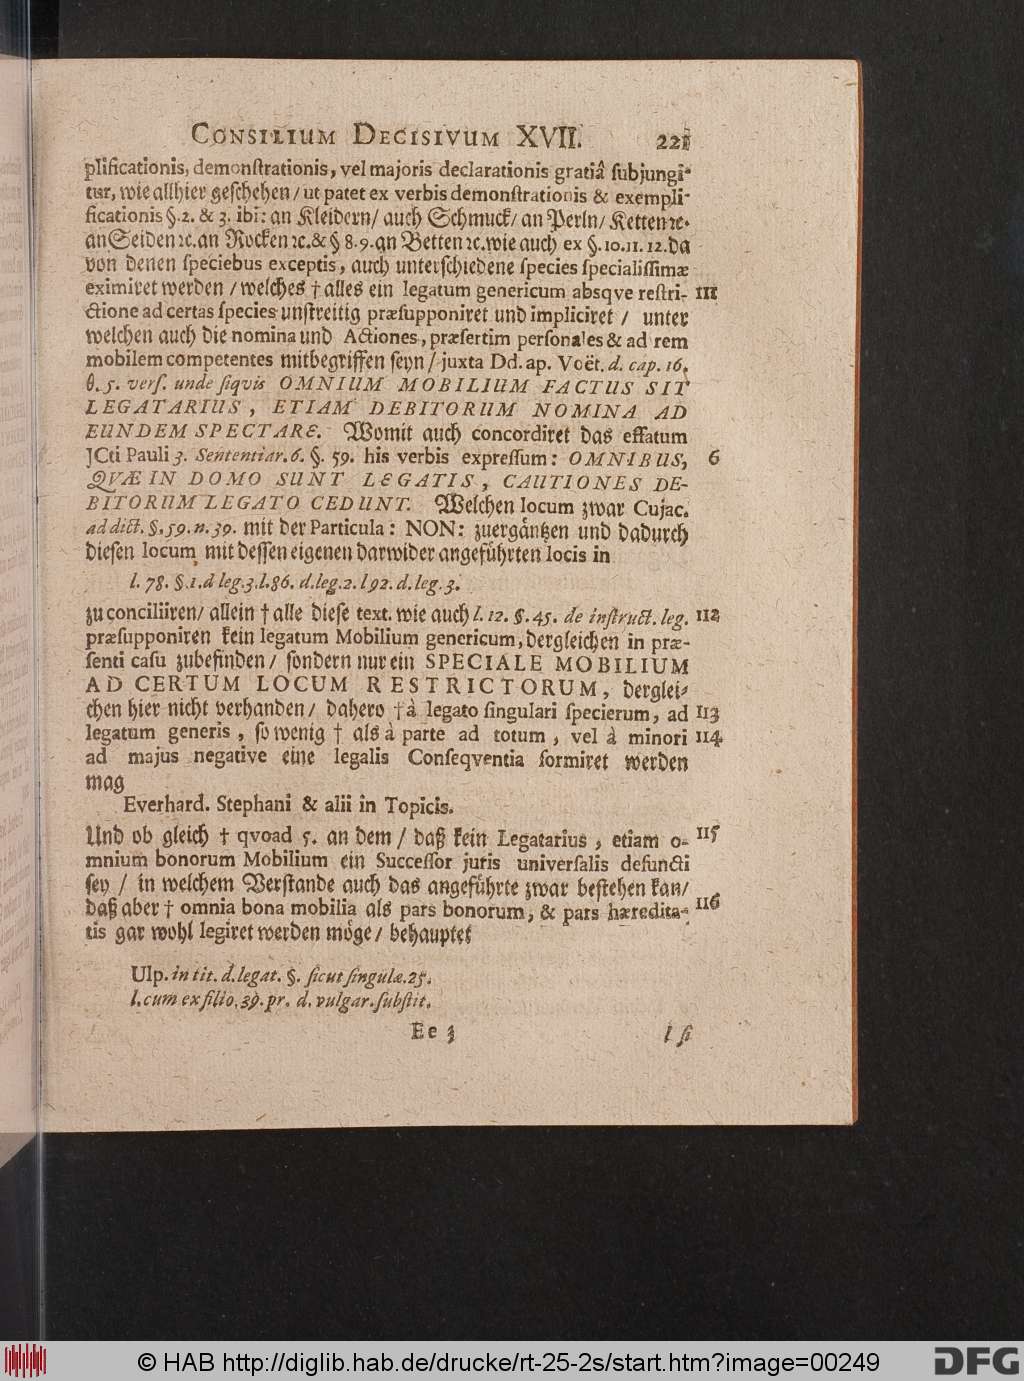 CONSILIUM DECISIVUM XVII. 221
plificationis, demonſtrationis, vel majoris declarationis gratiâ ſubjungi-
tur, wie allhier geſchehen / ut patet ex verbis demonſtrationis & exempli-
ficationis §. 2. & 3. ibi: an Kleidern / auch Schmuck / an Perln / Ketten ꝛc.
an Seiden ꝛc. an Rocken ꝛc. & § 8. 9. an Betten ꝛc. wie auch ex §. 10. 11. 12. da
von denen ſpeciebus exceptis, auch unterſchiedene ſpecies ſpecialiſſimæ
eximiret werden / welches † alles ein legatum genericum absqve reſtri- 111
ctione ad certas ſpecies unſtreitig præſupponiret und impliciret / unter
welchen auch die nomina und Actiones, præſertim perſonales & ad rem
mobilem competentes mitbegriffen ſeyn / juxta Dd. ap. Voët. d. cap. 16.
θ. 5. verſ. unde ſiqvis OMNIUM MOBILIUM FACTUS SIT
LEGATARIUS, ETIAM DEBITORUM NOMINA AD
EUNDEM SPECTARE. Womit auch concordiret das effatum
JCti Pauli 3. Sententiar. 6. §. 59. his verbis expreſſum: OMNIBUS, 6
QVÆ IN DOMO SUNT LEGATIS, CAUTIONES DE-
BITORUM LEGATO CEDUNT. Welchen locum zwar Cujac.
ad dict. §. 59. n. 39. mit der Particula: NON: zuergäntzen und dadurch
dieſen locum mit deſſen eigenen darwider angeführten locis in
l. 78. §. 1. d leg. 3. l. 86. d. leg. 2. l 92. d. leg. 3.
zu conciliiren / allein † alle dieſe text. wie auch l. 12. §. 45. de inſtruct. leg. 112
præſupponiren kein legatum Mobilium genericum, dergleichen in præ-
ſenti caſu zubefinden / ſondern nur ein SPECIALE MOBILIUM
AD CERTUM LOCUM RESTRICTORUM, derglei-
chen hier nicht verhanden / dahero † à legato ſingulari ſpecierum, ad 113
legatum generis, ſo wenig † als à parte ad totum, vel à minori 114
ad majus negative eine legalis Conſeqventia formiret werden
mag
Everhard. Stephani & alii in Topicis.
Und ob gleich † qvoad 5. an dem / daß kein Legatarius, etiam o- 115
mnium bonorum Mobilium ein Succeſſor juris univerſalis defuncti
ſey / in welchem Verſtande auch das angeführte zwar beſtehen kan /
daß aber † omnia bona mobilia als pars bonorum, & pars hæredita- 116
tis gar wohl legiret werden möge / behauptet
Ulp. in tit. d. legat. §. ſicut ſingulæ. 25.
l. cum ex filio. 39. pr. d. vulgar. ſubſtit.
Ee 3 l ſi
© HAB http://diglib.hab.de/drucke/rt-25-2s/start.htm?image=00249 DFG